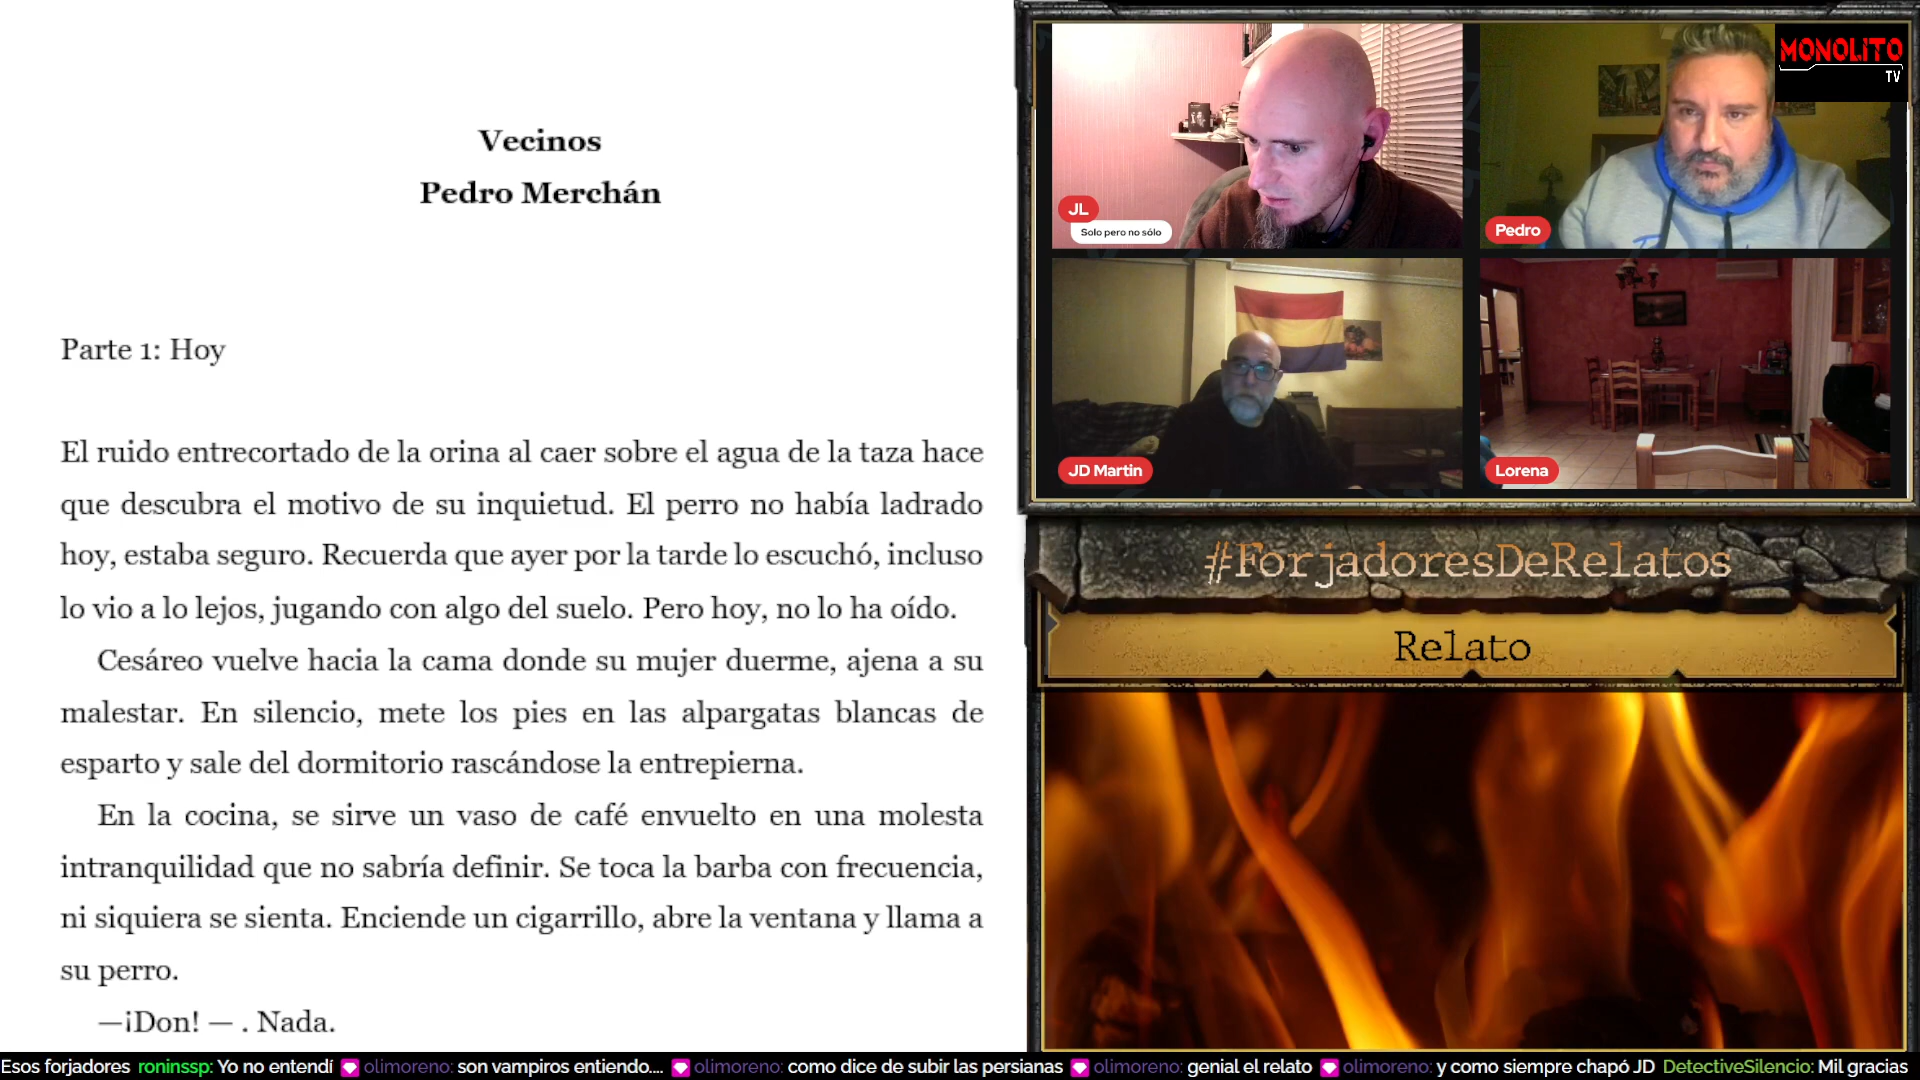 Vecinos
Pedro Merchán
Parte 1: Hoy
El ruido entrecortado de la orina al caer sobre el agua de la taza hace
que descubra el motivo de su inquietud. El perro no había ladrado
hoy, estaba seguro. Recuerda que ayer por la tarde lo escuchó, incluso
lo vio a lo lejos, jugando con algo del suelo. Pero hoy, no lo ha oído.
Cesáreo vuelve hacia la cama donde su mujer duerme, ajena a su
malestar. En silencio, mete los pies en las alpargatas blancas de
esparto y sale del dormitorio rascándose la entrepierna.
En la cocina, se sirve un vaso de café envuelto en una molesta
intranquilidad que no sabría definir. Se toca la barba con frecuencia,
ni siquiera se sienta. Enciende un cigarrillo, abre la ventana y llama a
su perro.
—¡Don! — . Nada.
MONOLITO
TV
JL
Solo pero no sólo
Pedro
JD Martin
Lorena
#ForjadoresDeRelatos
Relato
Esos forjadores roninssp: Yo no entendí olimoreno: son vampiros entiendo.... olimoreno: como dice de subir las persianas olimoreno: genial el relato olimoreno: y como siempre chapó JD DetectiveSilencio: Mil gracias